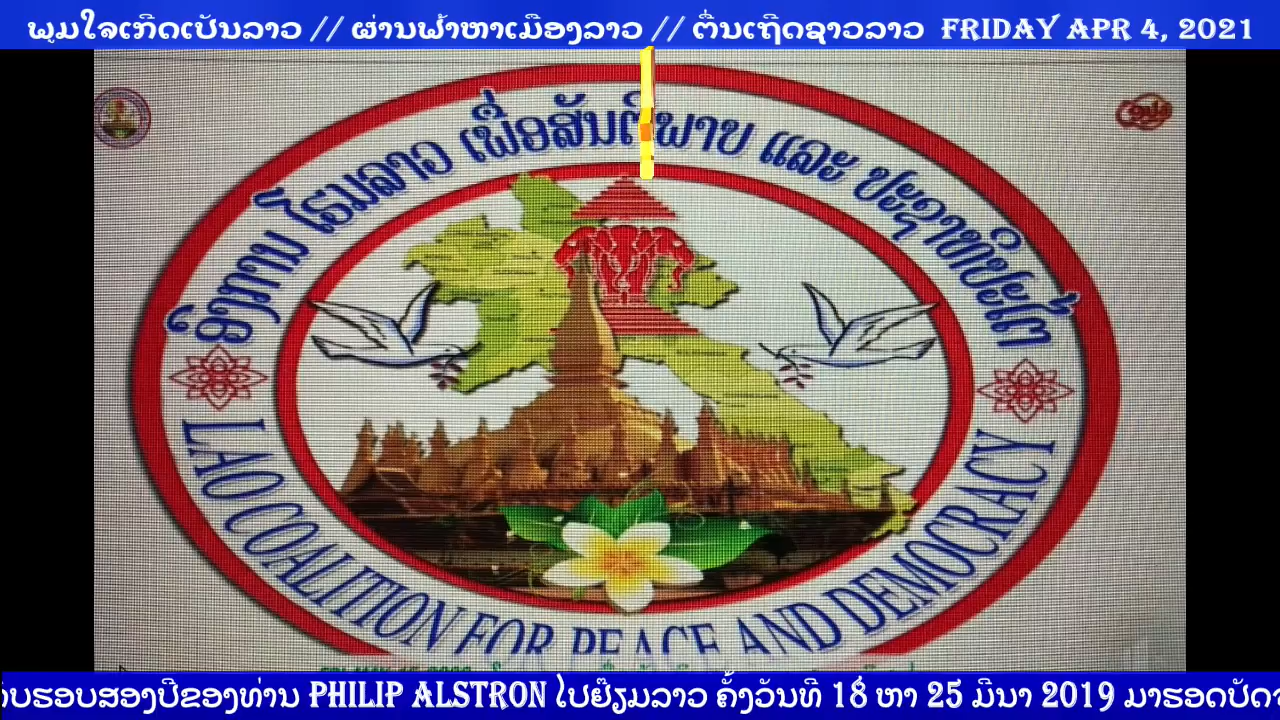 ພູມໃຈເກີດເປັນລາວ // ຜ່ານຟ້າຫາເມືອງລາວ // ຕື່ນເຖີດຊາວລາວ FRIDAY APR 4, 2021
ອົງການ ໂຮມລາວ ເພື່ອສັນຕິພາບ ແລະ ປະຊາທິປະໄຕ
LAO COALITION FOR PEACE AND DEMOCRACY
ຮອບສອງປີຂອງທ່ານ PHILIP ALSTRON ໄປຢ້ຽມລາວ ຄັ້ງວັນທີ 18 ຫາ 25 ມີນາ 2019 ມາຮອດ